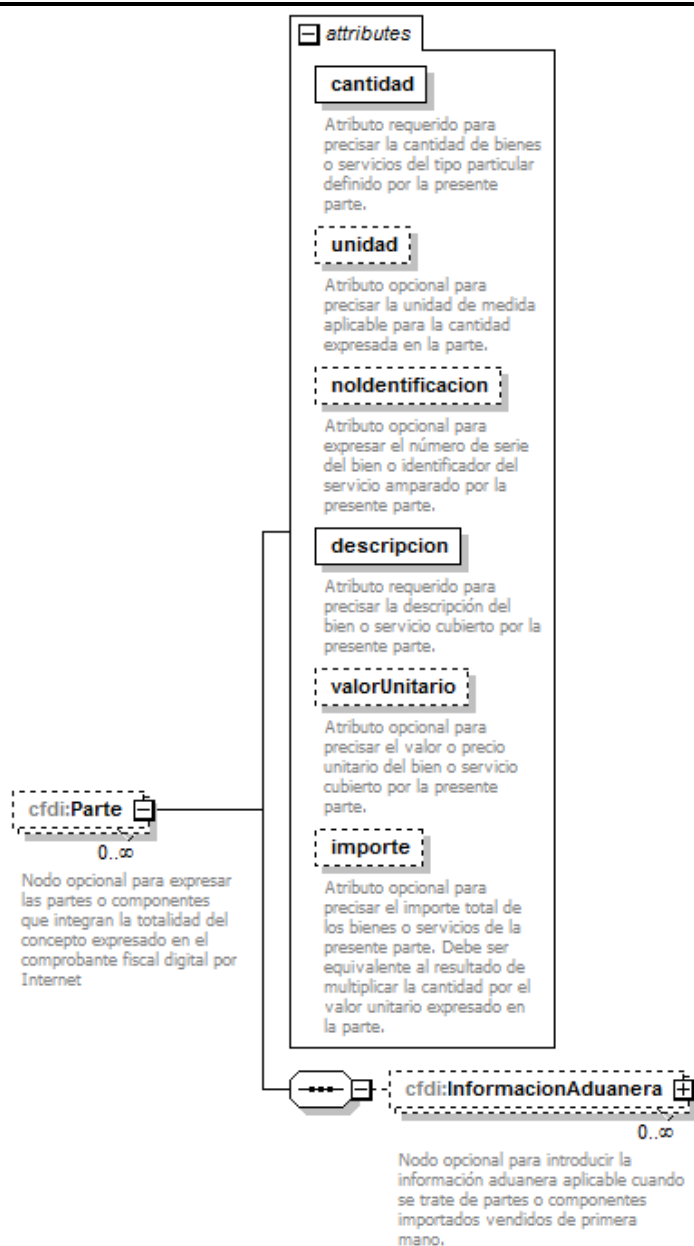 attributes
cantidad
Atributo requerido para
precisar la cantidad de bienes
o servicios del tipo particular
definido por la presente
parte.
unidad
Atributo opcional para
precisar la unidad de medida
aplicable para la cantidad
expresada en la parte.
noIdentificacion
Atributo opcional para
expresar el número de serie
del bien o identificador del
servicio amparado por la
presente parte.
descripcion
Atributo requerido para
precisar la descripción del
bien o servicio cubierto por la
presente parte.
valorUnitario
Atributo opcional para
precisar el valor o precio
unitario del bien o servicio
cubierto por la presente
parte.
importe
Atributo opcional para
precisar el importe total de
los bienes o servicios de la
presente parte. Debe ser
equivalente al resultado de
multiplicar la cantidad por el
valor unitario expresado en
la parte.
cfdi:Parte
0..∞
Nodo opcional para expresar
las partes o componentes
que integran la totalidad del
concepto expresado en el
comprobante fiscal digital por
Internet
cfdi:InformacionAduanera
0..∞
Nodo opcional para introducir la
información aduanera aplicable cuando
se trate de partes o componentes
importados vendidos de primera
mano.